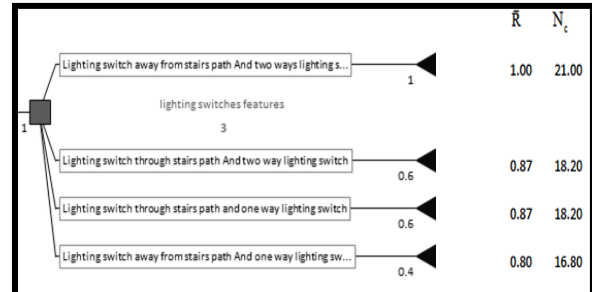 R̄ N̄c
Lighting switch away from stairs path And two ways lighting s...
1
1.00 21.00
lighting switches features
3
1
Lighting switch through stairs path And two way lighting switch
0.6
0.87 18.20
Lighting switch through stairs path and one way lighting switch
0.6
0.87 18.20
Lighting switch away from stairs path And one way lighting sw...
0.4
0.80 16.80